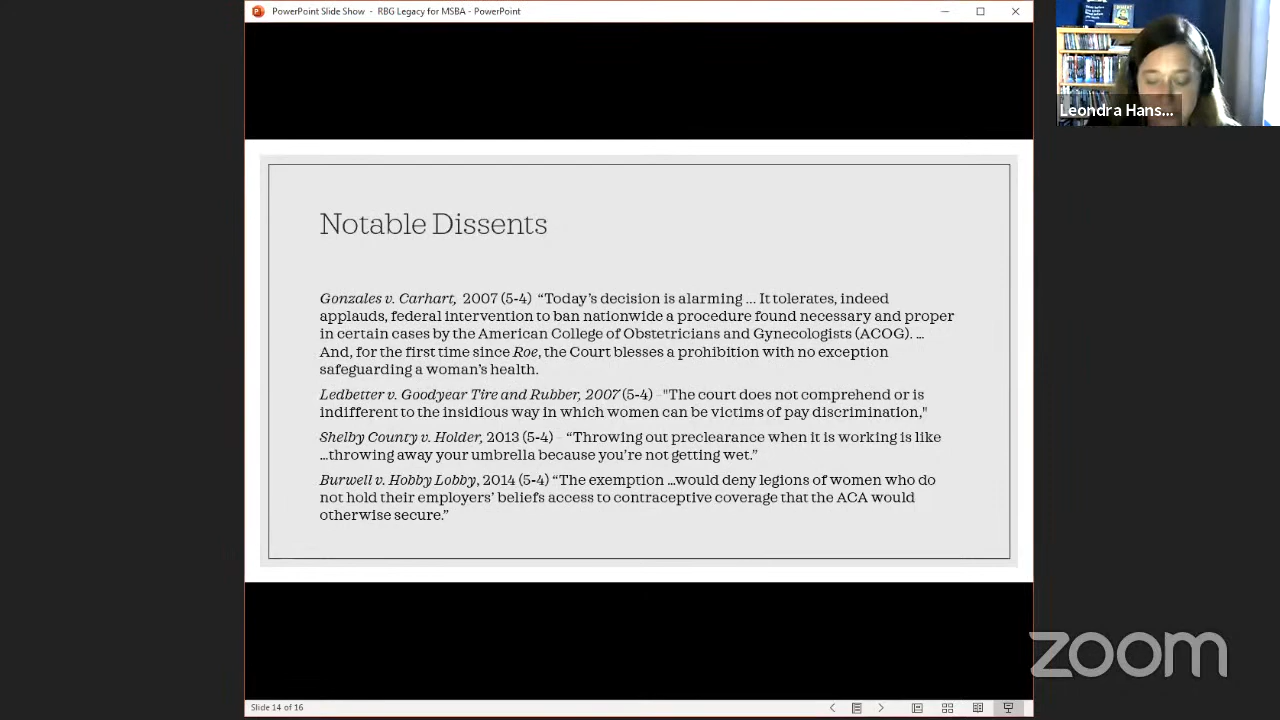 PowerPoint Slide Show - RBG Legacy for MSBA - PowerPoint
Leondra Hans...
Notable Dissents
Gonzales v. Carhart, 2007 (5-4) “Today’s decision is alarming ... It tolerates, indeed
applauds, federal intervention to ban nationwide a procedure found necessary and proper
in certain cases by the American College of Obstetricians and Gynecologists (ACOG). ...
And, for the first time since Roe, the Court blesses a prohibition with no exception
safeguarding a woman’s health.
Ledbetter v. Goodyear Tire and Rubber, 2007 (5-4) - "The court does not comprehend or is
indifferent to the insidious way in which women can be victims of pay discrimination,"
Shelby County v. Holder, 2013 (5-4) - “Throwing out preclearance when it is working is like
...throwing away your umbrella because you’re not getting wet.”
Burwell v. Hobby Lobby, 2014 (5-4) “The exemption ...would deny legions of women who do
not hold their employers’ beliefs access to contraceptive coverage that the ACA would
otherwise secure.”
zoom
Slide 14 of 16